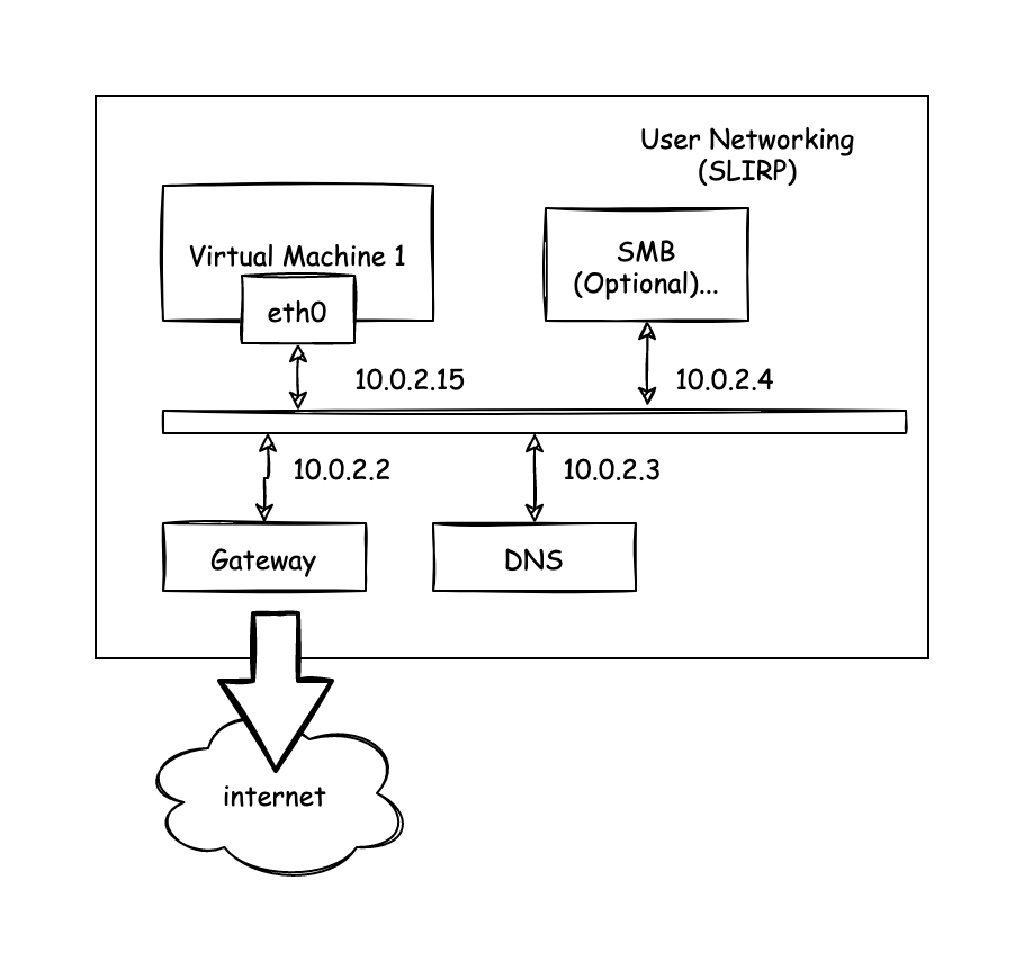 User Networking
(SLIRP)
Virtual Machine 1
eth0
SMB
(Optional)...
10.0.2.15
10.0.2.4
10.0.2.2
10.0.2.3
Gateway
DNS
internet